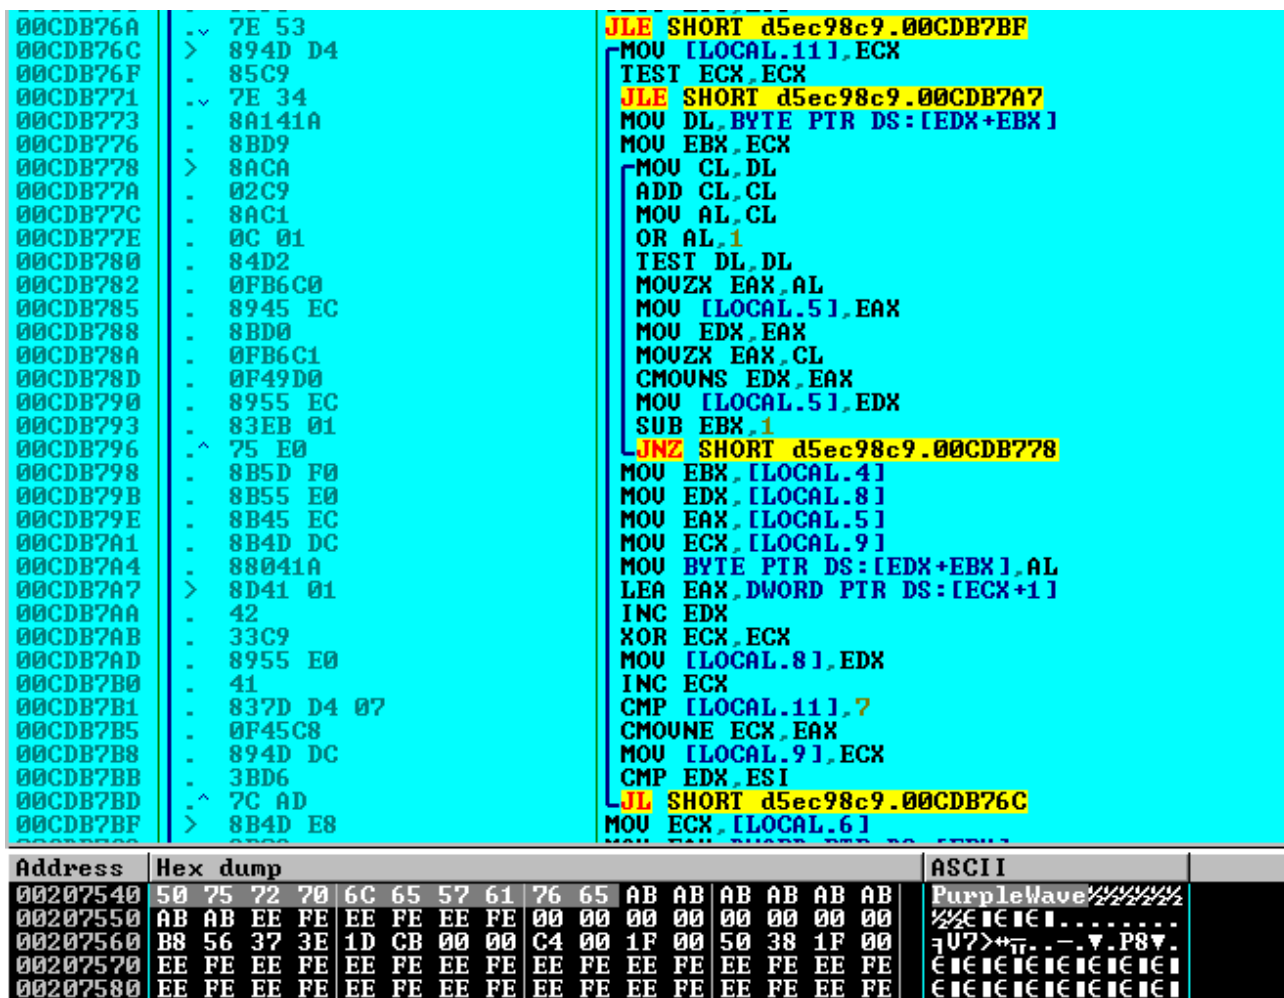 00CDB76A .v 7E 53 JLE SHORT d5ec98c9.00CDB7BF
00CDB76C > 894D D4 MOV [LOCAL.11],ECX
00CDB76F . 85C9 TEST ECX,ECX
00CDB771 .v 7E 34 JLE SHORT d5ec98c9.00CDB7A7
00CDB773 . 8A141A MOV DL,BYTE PTR DS:[EDX+EBX]
00CDB776 . 8BD9 MOV EBX,ECX
00CDB778 > 8ACA MOV CL,DL
00CDB77A . 02C9 ADD CL,CL
00CDB77C . 8AC1 MOV AL,CL
00CDB77E . 0C 01 OR AL,1
00CDB780 . 84D2 TEST DL,DL
00CDB782 . 0FB6C0 MOVZX EAX,AL
00CDB785 . 8945 EC MOV [LOCAL.5],EAX
00CDB788 . 8BD0 MOV EDX,EAX
00CDB78A . 0FB6C1 MOVZX EAX,CL
00CDB78D . 0F49D0 CMOVNS EDX,EAX
00CDB790 . 8955 EC MOV [LOCAL.5],EDX
00CDB793 . 83EB 01 SUB EBX,1
00CDB796 .^ 75 E0 JNZ SHORT d5ec98c9.00CDB778
00CDB798 . 8B5D F0 MOV EBX,[LOCAL.4]
00CDB79B . 8B55 E0 MOV EDX,[LOCAL.8]
00CDB79E . 8B45 EC MOV EAX,[LOCAL.5]
00CDB7A1 . 8B4D DC MOV ECX,[LOCAL.9]
00CDB7A4 . 88041A MOV BYTE PTR DS:[EDX+EBX],AL
00CDB7A7 > 8D41 01 LEA EAX,DWORD PTR DS:[ECX+1]
00CDB7AA . 42 INC EDX
00CDB7AB . 33C9 XOR ECX,ECX
00CDB7AD . 8955 E0 MOV [LOCAL.8],EDX
00CDB7B0 . 41 INC ECX
00CDB7B1 . 837D D4 07 CMP [LOCAL.11],7
00CDB7B5 . 0F45C8 CMOVNE ECX,EAX
00CDB7B8 . 894D DC MOV [LOCAL.9],ECX
00CDB7BB . 3BD6 CMP EDX,ESI
00CDB7BD .^ 7C AD JL SHORT d5ec98c9.00CDB76C
00CDB7BF > 8B4D E8 MOV ECX,[LOCAL.6]
Address Hex dump ASCII
00207540 50 75 72 70 6C 65 57 61 76 65 AB AB AB AB AB AB PurpleWave½½½½½½
00207550 AB AB EE FE EE FE EE FE 00 00 00 00 00 00 00 00 ½½∈■∈■∈■........
00207560 B8 56 37 3E 1D CB 00 00 C4 00 1F 00 50 38 1F 00 ╕V7>↔╦..─.▼.P8▼.
00207570 EE FE EE FE EE FE EE FE EE FE EE FE EE FE EE FE ∈■∈■∈■∈■∈■∈■∈■∈■
00207580 EE FE EE FE EE FE EE FE EE FE EE FE EE FE EE FE ∈■∈■∈■∈■∈■∈■∈■∈■